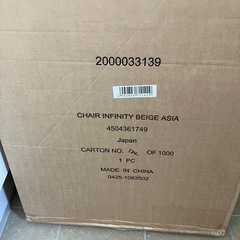 2000033139
CHAIR INFINITY BEIGE ASIA
4504361749
Japan
CARTON NO. OF 1000
1 PC
MADE IN CHINA
0425-1063502